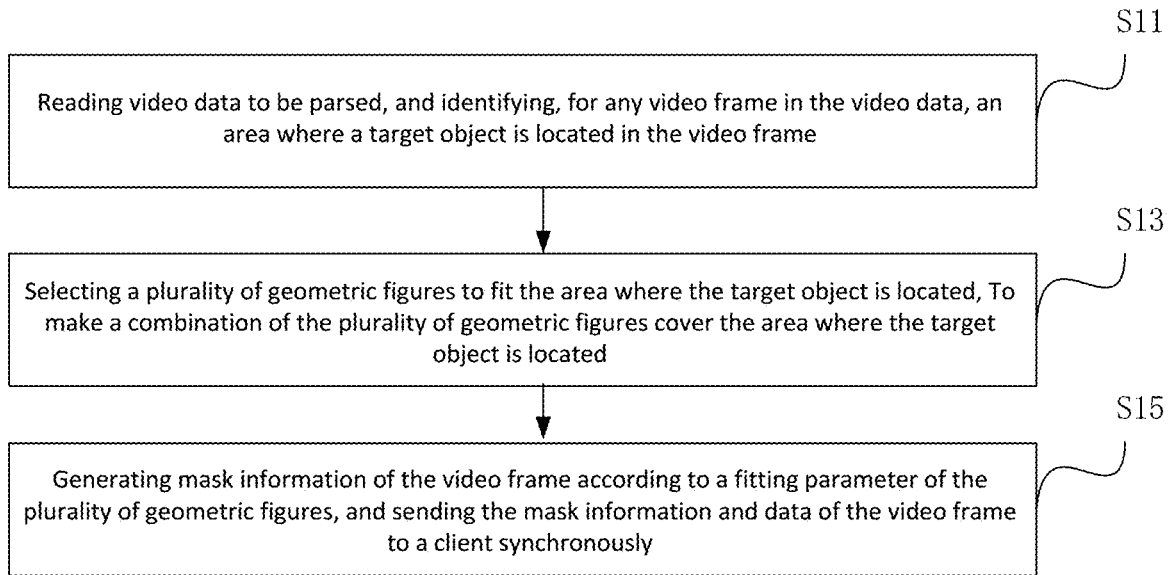 S11
Reading video data to be parsed, and identifying, for any video frame in the video data, an
area where a target object is located in the video frame
S13
Selecting a plurality of geometric figures to fit the area where the target object is located, To
make a combination of the plurality of geometric figures cover the area where the target
object is located
S15
Generating mask information of the video frame according to a fitting parameter of the
plurality of geometric figures, and sending the mask information and data of the video frame
to a client synchronously